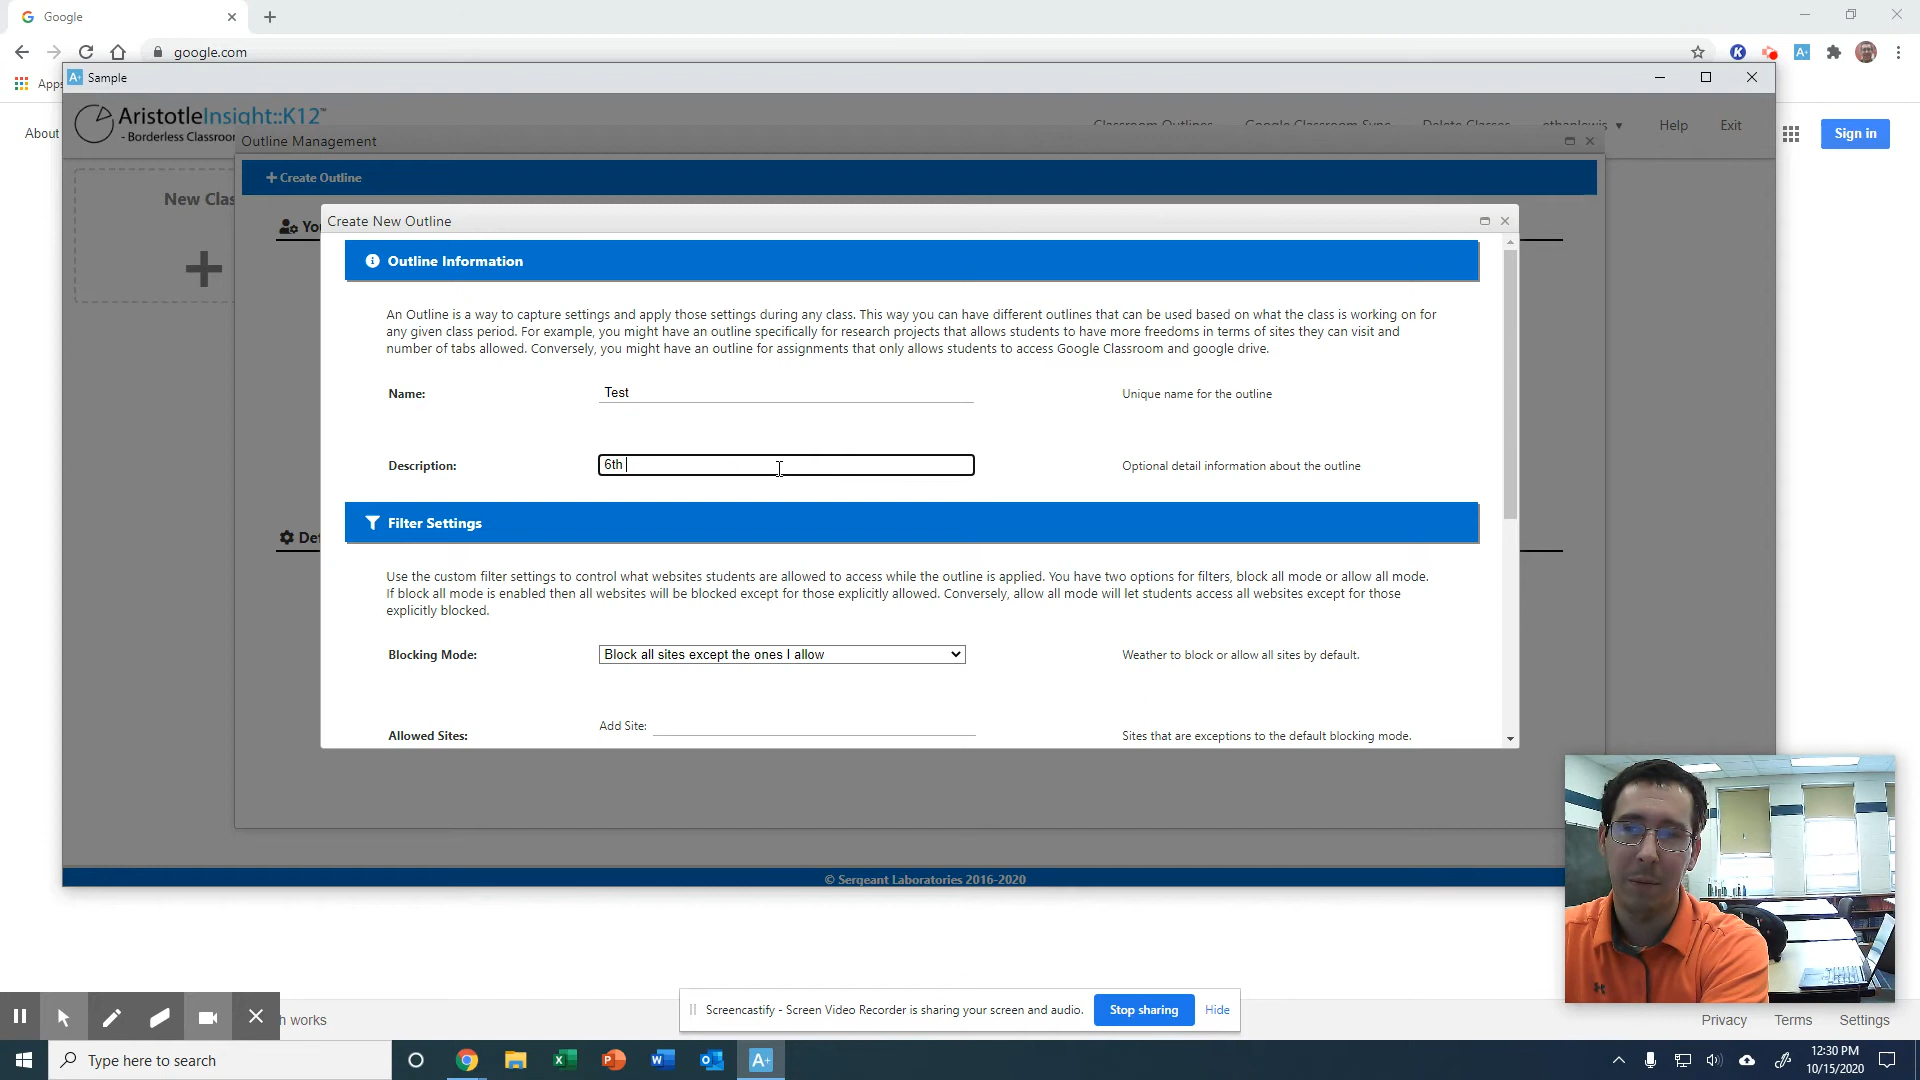 Google
google.com
Apps
Sample
About
AristotleInsight::K12™
- Borderless Classroo
Classroom Outlines
Google Classroom Sync
Delete Classes
ethanlewis
Help
Exit
Sign in
Outline Management
Create Outline
New Clas
You
Create New Outline
Outline Information
An Outline is a way to capture settings and apply those settings during any class. This way you can have different outlines that can be used based on what the class is working on for
any given class period. For example, you might have an outline specifically for research projects that allows students to have more freedoms in terms of sites they can visit and
number of tabs allowed. Conversely, you might have an outline for assignments that only allows students to access Google Classroom and google drive.
Name:
Test
Unique name for the outline
Description:
6th
Optional detail information about the outline
Filter Settings
Def
Use the custom filter settings to control what websites students are allowed to access while the outline is applied. You have two options for filters, block all mode or allow all mode.
If block all mode is enabled then all websites will be blocked except for those explicitly allowed. Conversely, allow all mode will let students access all websites except for those
explicitly blocked.
Blocking Mode:
Block all sites except the ones I allow
Weather to block or allow all sites by default.
Allowed Sites:
Add Site:
Sites that are exceptions to the default blocking mode.
© Sergeant Laboratories 2016-2020
Screencastify - Screen Video Recorder is sharing your screen and audio.
Stop sharing
Hide
h works
Privacy
Terms
Settings
Type here to search
12:30 PM
10/15/2020